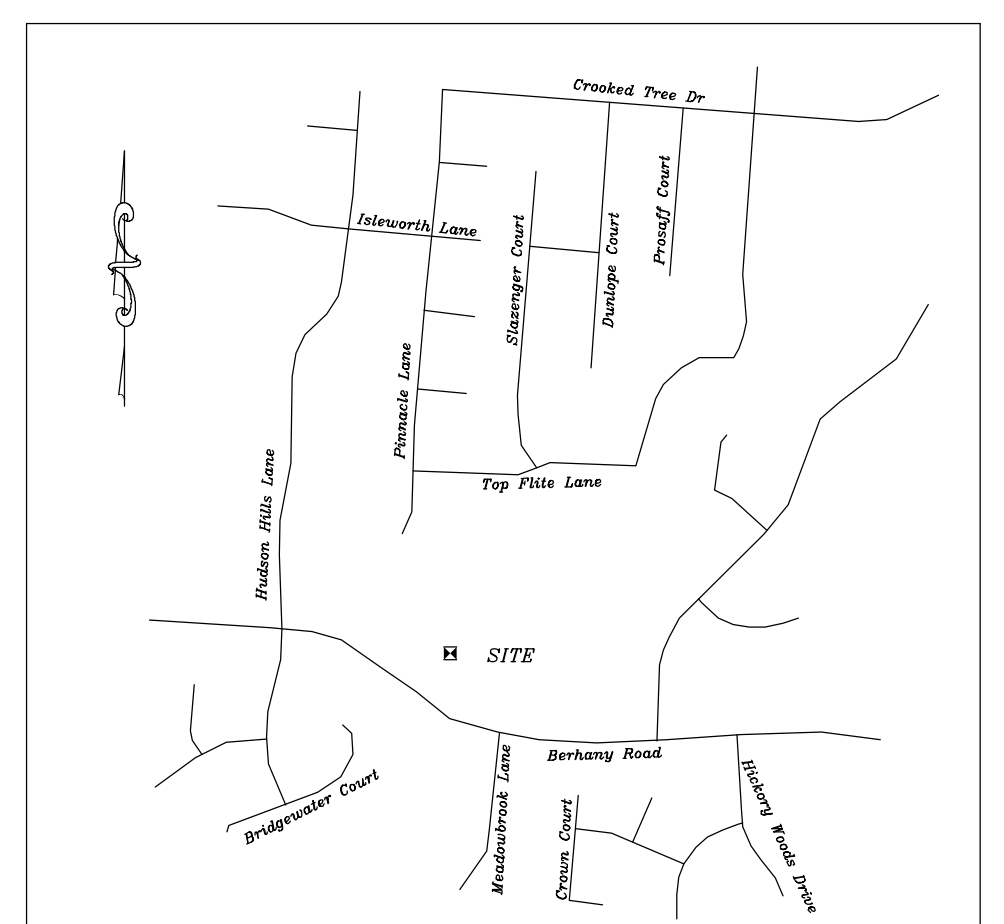 Crooked Tree Dr
Prosaff Court
Isleworth Lane
Slazenger Court
Dunlope Court
Pinnacle Lane
Top Flite Lane
Hudson Hills Lane
SITE
Berhany Road
Meadowbrook Lane
Hickory Woods Drive
Bridgewater Court
Crown Court